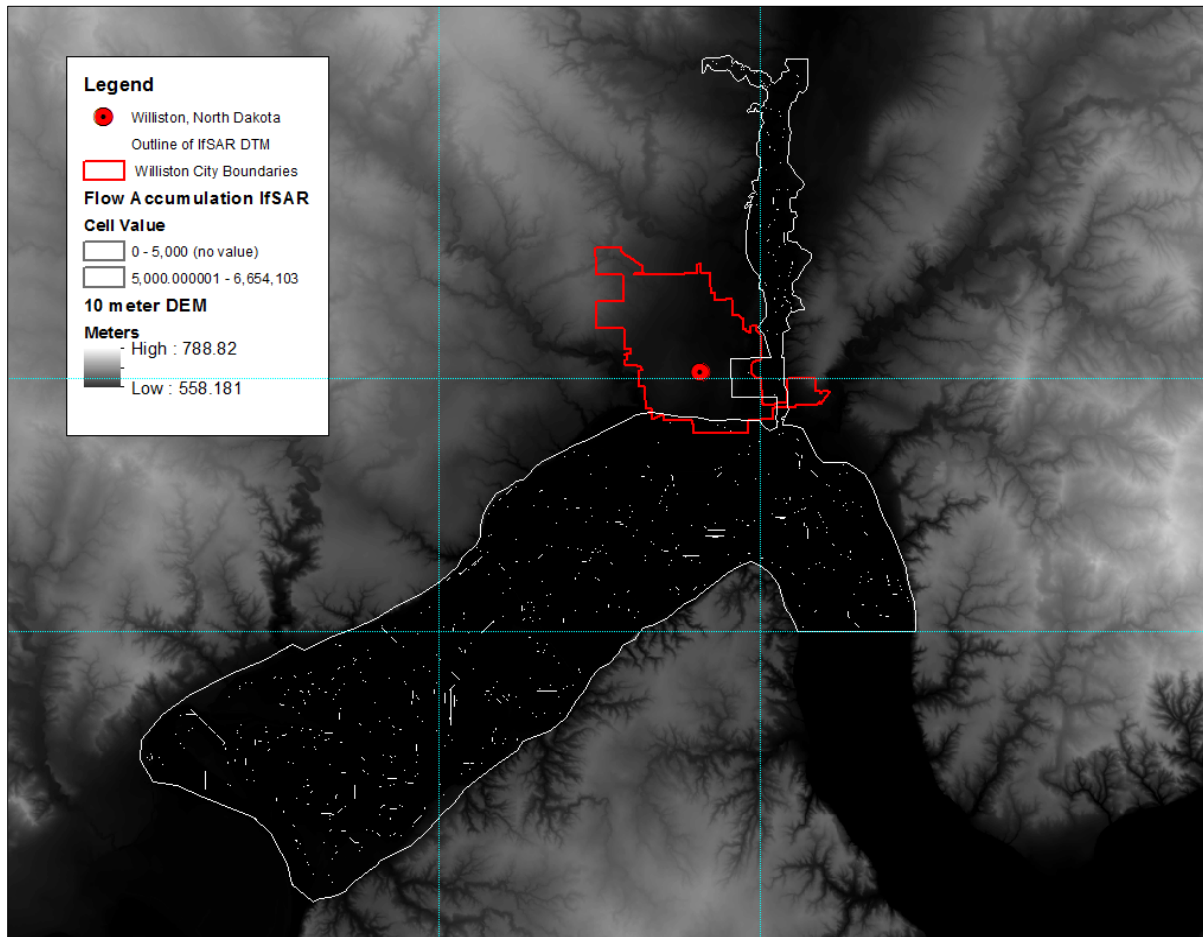 Legend
Williston, North Dakota
Outline of IfSAR DTM
Williston City Boundaries
Flow Accumulation IfSAR
Cell Value
0 - 5,000 (no value)
5,000.000001 - 6,654,103
10 meter DEM
Meters
High : 788.82
Low : 558.181